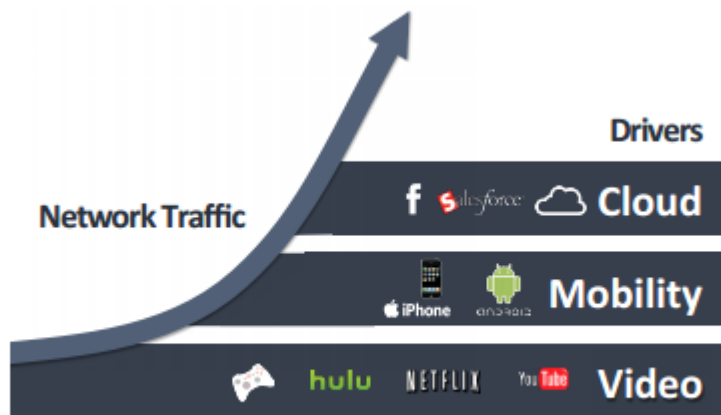 Drivers
Network Traffic
f salesforce Cloud
iPhone ANDROID Mobility
hulu NETFLIX YouTube Video